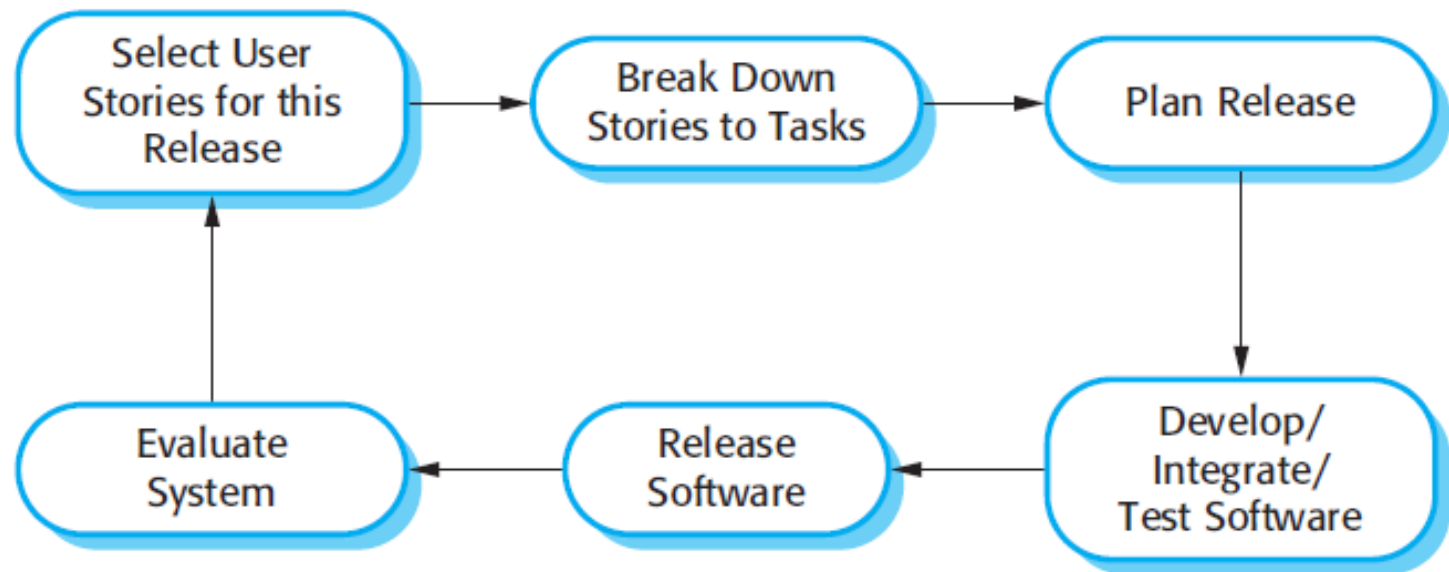 Select User
Stories for this
Release
Break Down
Stories to Tasks
Plan Release
Develop/
Integrate/
Test Software
Release
Software
Evaluate
System